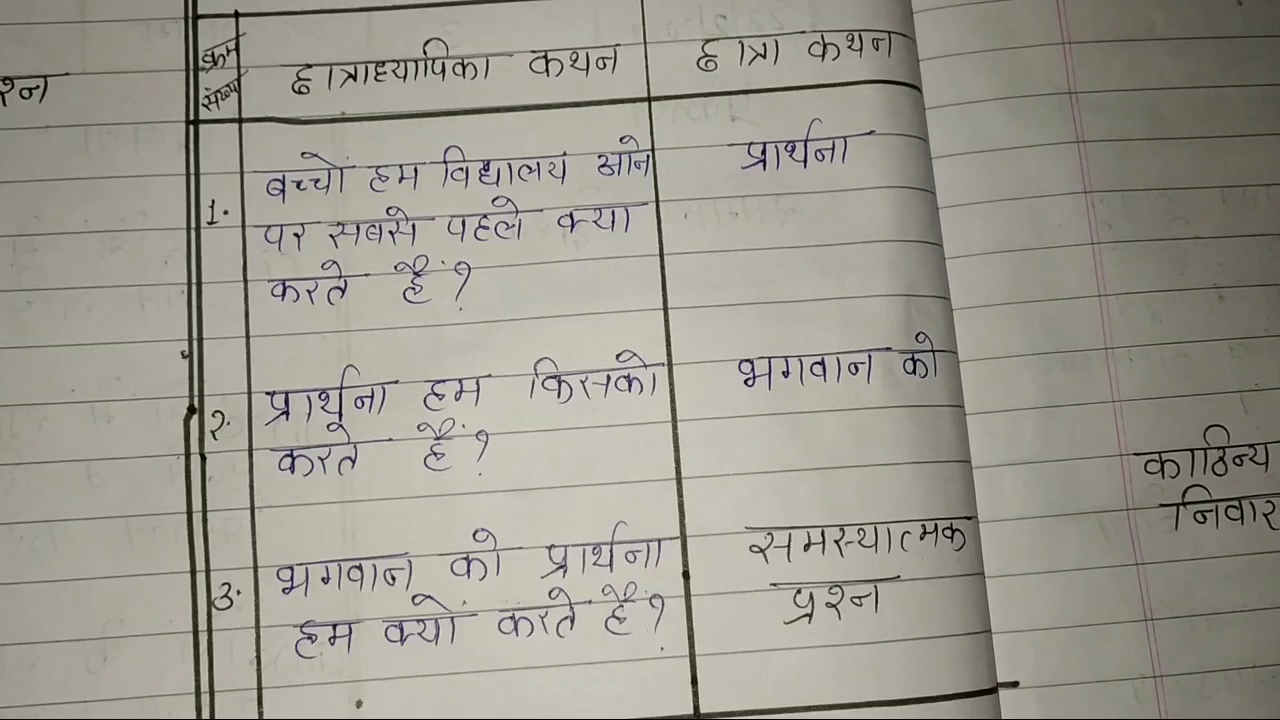 क्रम
संख्या
छात्राध्यापिका कथन
छात्रा कथन
1.
बच्चों हम विद्यालय आने
पर सबसे पहले क्या
करते हैं?
प्रार्थना
2.
प्रार्थना हम किसको
करते हैं?
भगवान को
3.
भगवान को प्रार्थना
हम क्यों करते हैं?
समस्यात्मक
प्रश्न
काठिन्य